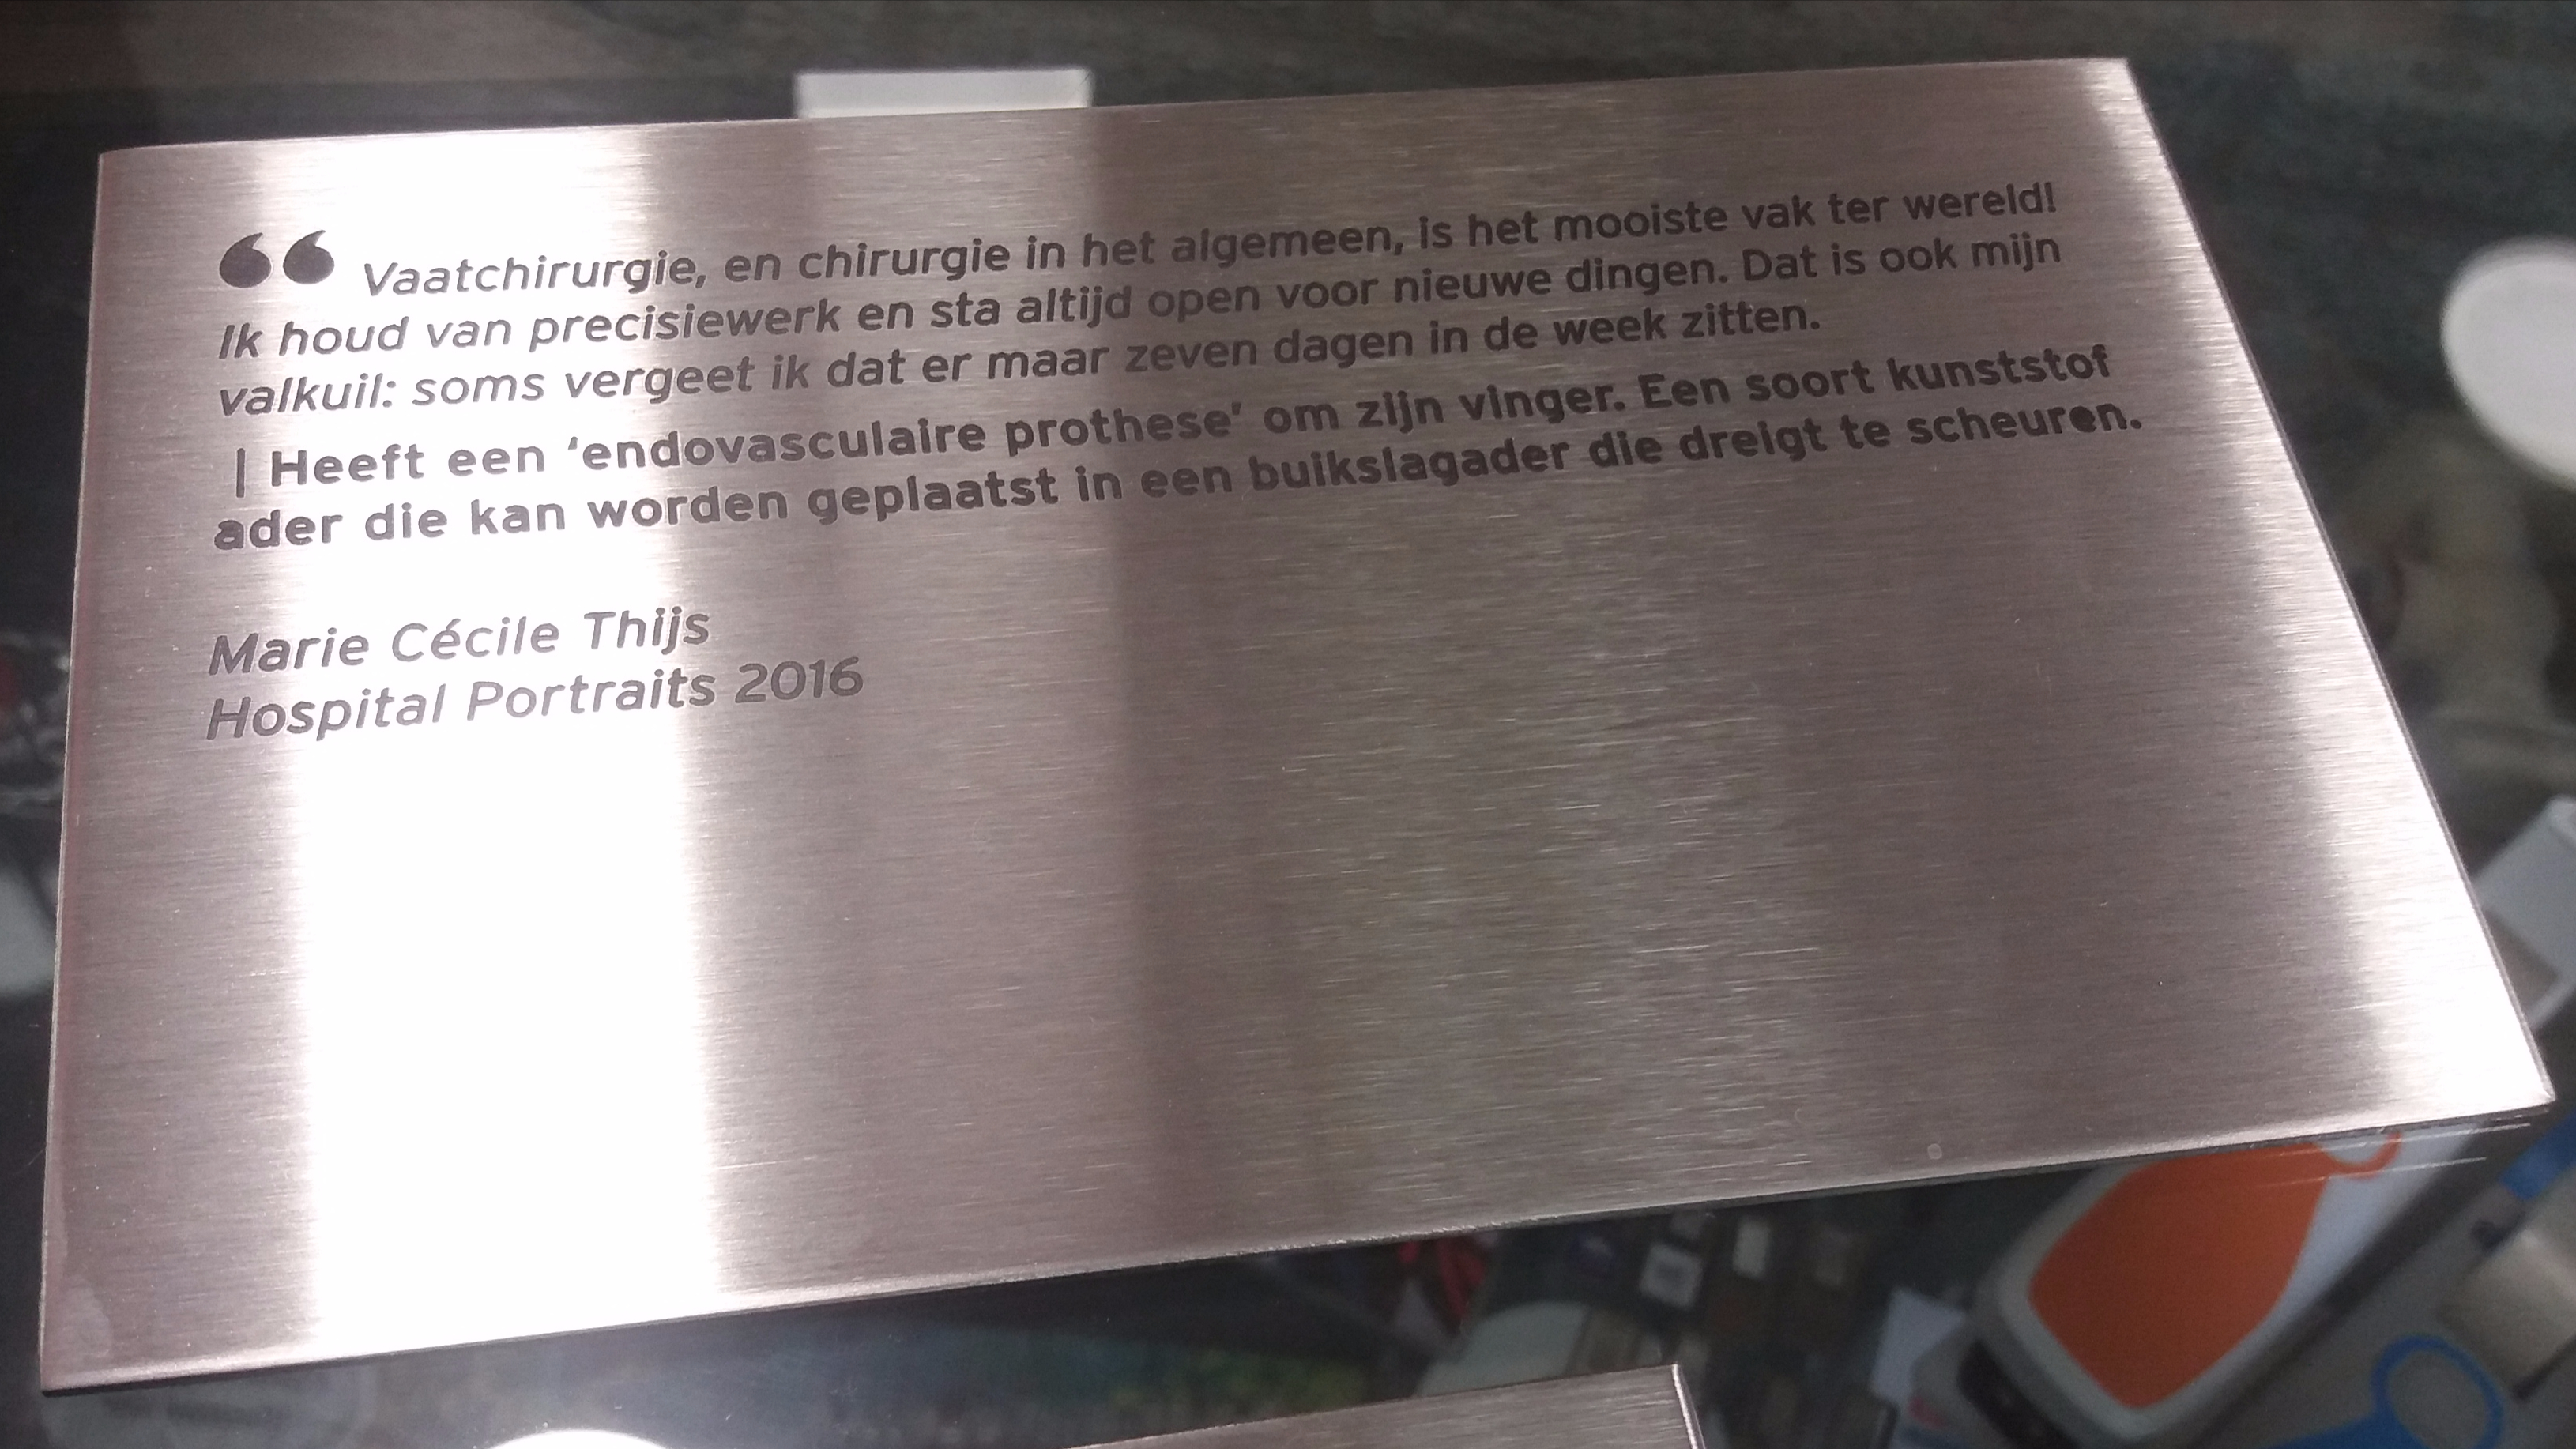 “ Vaatchirurgie, en chirurgie in het algemeen, is het mooiste vak ter wereld!
Ik houd van precisiewerk en sta altijd open voor nieuwe dingen. Dat is ook mijn
valkuil: soms vergeet ik dat er maar zeven dagen in de week zitten.
| Heeft een ‘endovasculaire prothese’ om zijn vinger. Een soort kunststof
ader die kan worden geplaatst in een buikslagader die dreigt te scheuren.
Marie Cécile Thijs
Hospital Portraits 2016